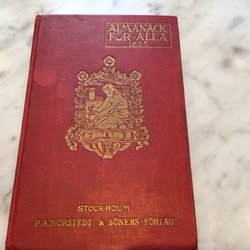 ALMANACK
FÖR·ALLA
STOCKHOLM
P.A.NORSTEDT & SÖNERS·FÖRLAG